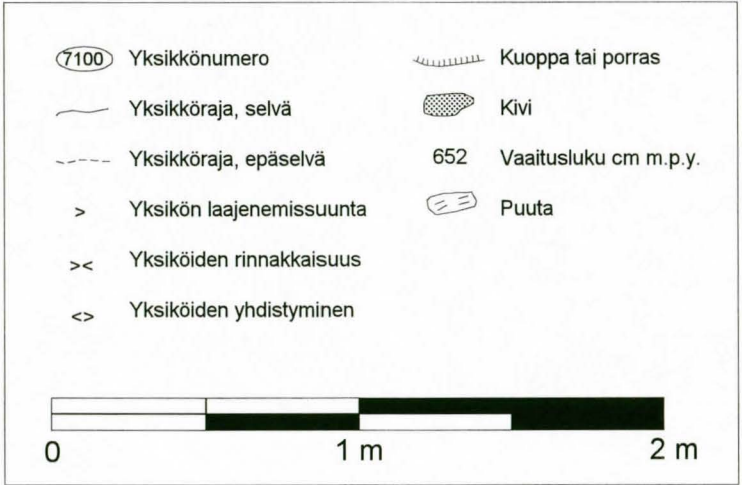 7100 Yksikkönumero
Yksikköraja, selvä
Yksikköraja, epäselvä
> Yksikön laajenemissuunta
>< Yksiköiden rinnakkaisuus
<> Yksiköiden yhdistyminen
Kuoppa tai porras
Kivi
652 Vaaitusluku cm m.p.y.
Puuta
0 1 m 2 m